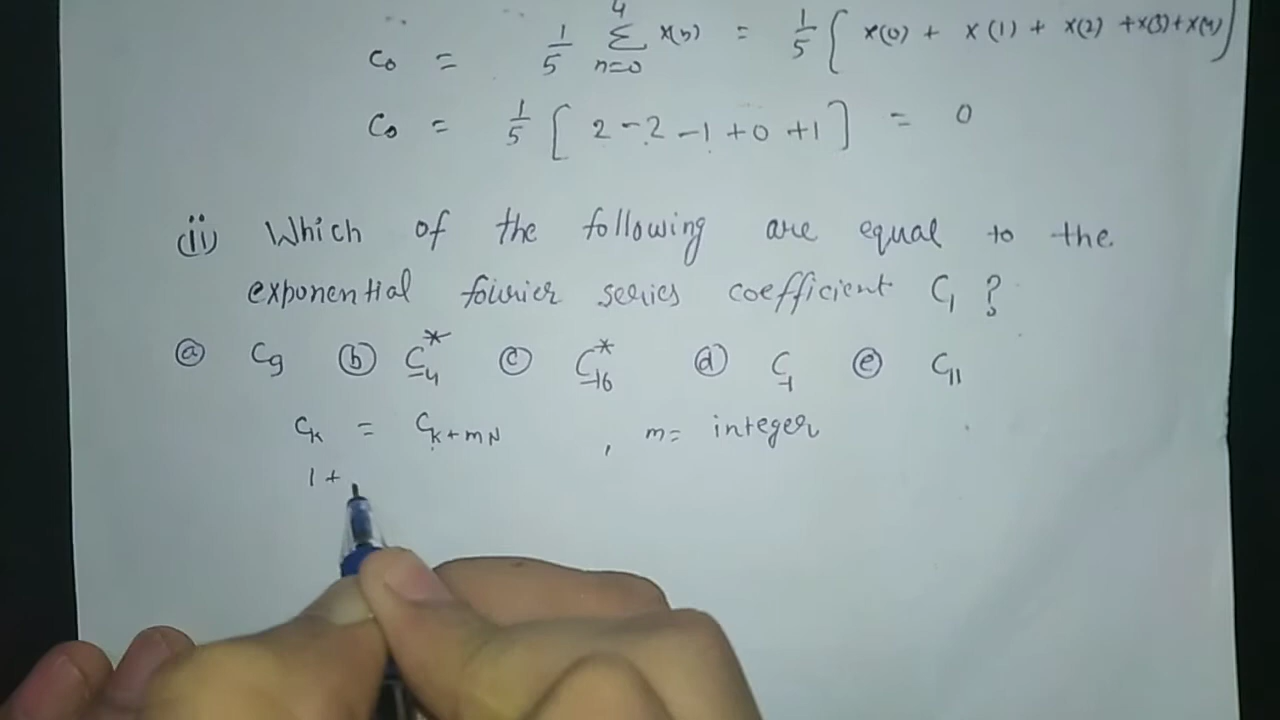 C₀ = 1/5 4 Σ n=0 x(n) = 1/5 [ x(0) + x(1) + x(2) + x(3) + x(4) ]
C₀ = 1/5 [ 2 - 2 - 1 + 0 + 1 ] = 0
(ii) Which of the following are equal to the
exponential fourier series coefficient C₁ ?
ⓐ C₉ ⓑ C₋₄* ⓒ C₋₁₆* ⓓ C₋₁ ⓔ C₁₁
Cₖ = Cₖ₊ₘN , m = integer
1 +